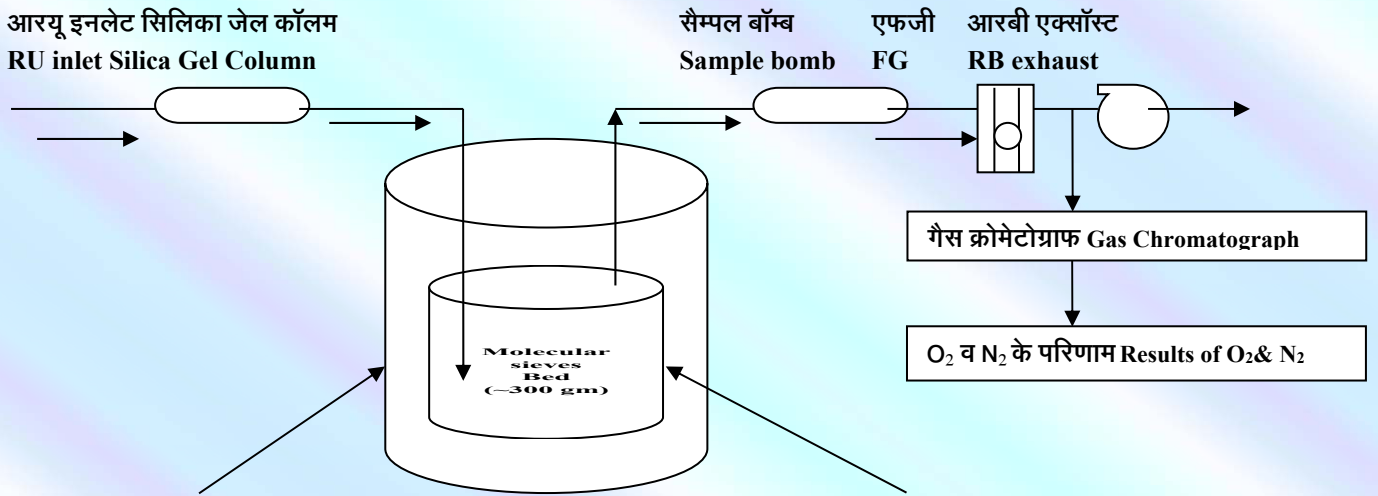 आरयू इनलेट सिलिका जेल कॉलम
RU inlet Silica Gel Column
सैम्पल बॉम्ब एफजी आरबी एक्सॉस्ट
Sample bomb FG RB exhaust
गैस क्रोमेटोग्राफ Gas Chromatograph
O₂ व N₂ के परिणाम Results of O₂& N₂
Molecular
sieves
Bed
(~300 gm)